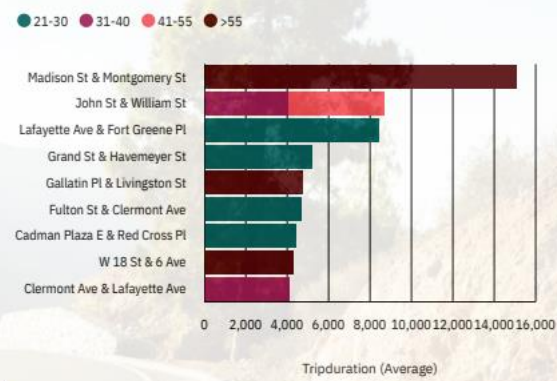 21-30 31-40 41-55 >55
Madison St & Montgomery St
John St & William St
Lafayette Ave & Fort Greene Pl
Grand St & Havemeyer St
Gallatin Pl & Livingston St
Fulton St & Clermont Ave
Cadman Plaza E & Red Cross Pl
W 18 St & 6 Ave
Clermont Ave & Lafayette Ave
0 2,000 4,000 6,000 8,000 10,000 12,000 14,000 16,000
Tripduration (Average)